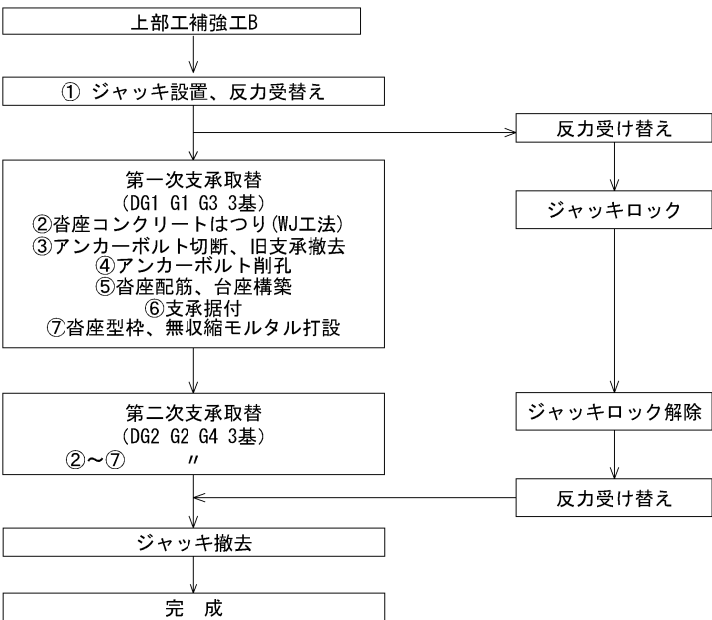 上部工補強工B
① ジャッキ設置、反力受替え
反力受け替え
第一次支承取替
(DG1 G1 G3 3基)
②沓座コンクリートはつり(WJ工法)
③アンカーボルト切断、旧支承撤去
④アンカーボルト削孔
⑤沓座配筋、台座構築
⑥支承据付
⑦沓座型枠、無収縮モルタル打設
ジャッキロック
第二次支承取替
(DG2 G2 G4 3基)
②～⑦ 〃
ジャッキロック解除
反力受け替え
ジャッキ撤去
完 成